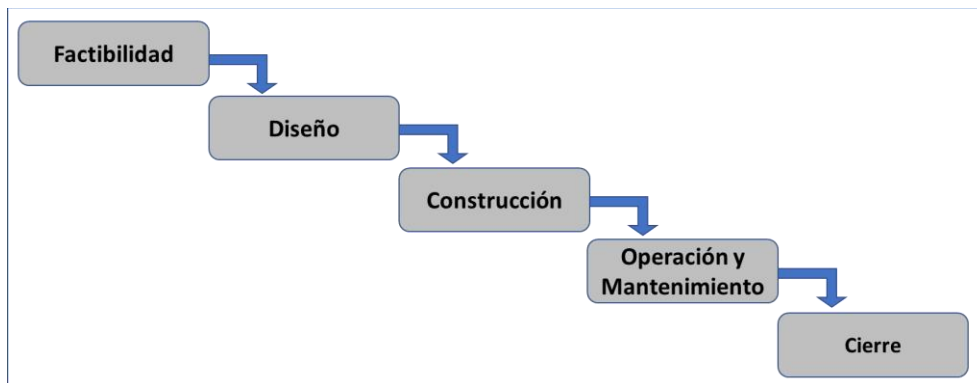 Factibilidad
Diseño
Construcción
Operación y
Mantenimiento
Cierre